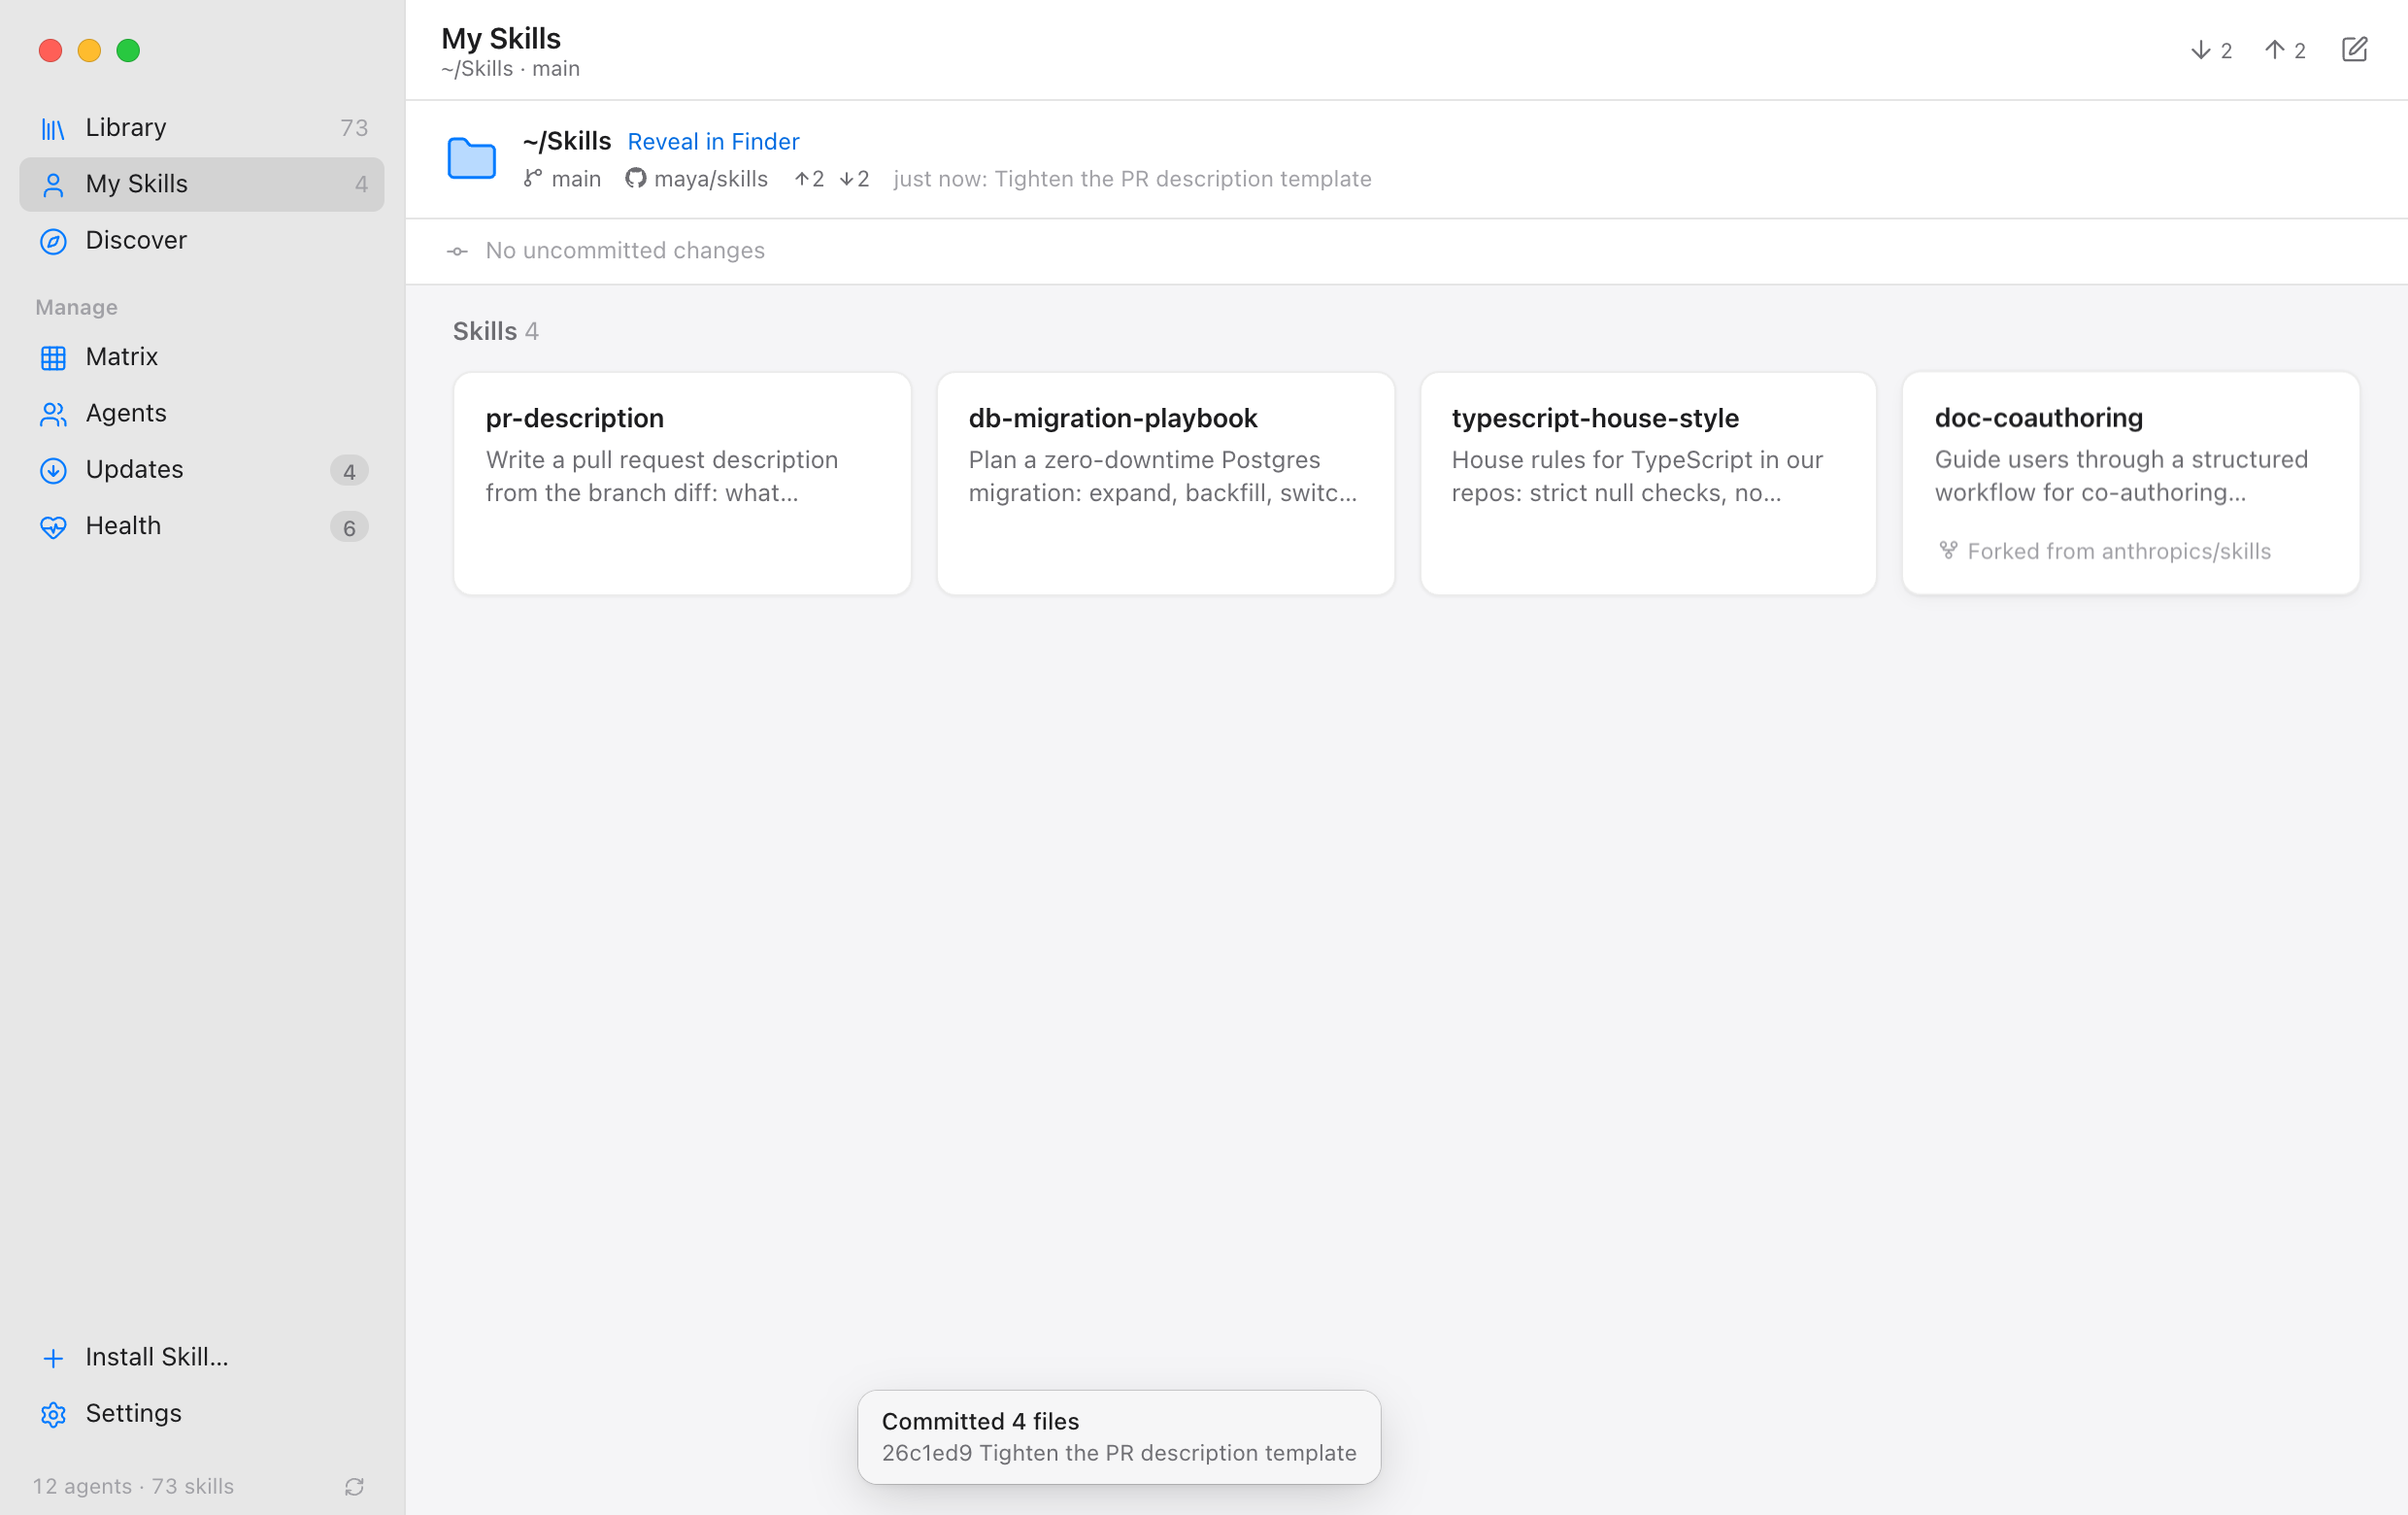 My Skills
~/Skills · main
2
2
Library 73
My Skills 4
Discover
Manage
Matrix
Agents
Updates 4
Health 6
Install Skill...
Settings
12 agents · 73 skills
~/Skills Reveal in Finder
main maya/skills ↑2 ↓2 just now: Tighten the PR description template
No uncommitted changes
Skills 4
pr-description
Write a pull request description
from the branch diff: what...
db-migration-playbook
Plan a zero-downtime Postgres
migration: expand, backfill, switc...
typescript-house-style
House rules for TypeScript in our
repos: strict null checks, no...
doc-coauthoring
Guide users through a structured
workflow for co-authoring...
Forked from anthropics/skills
Committed 4 files
26c1ed9 Tighten the PR description template